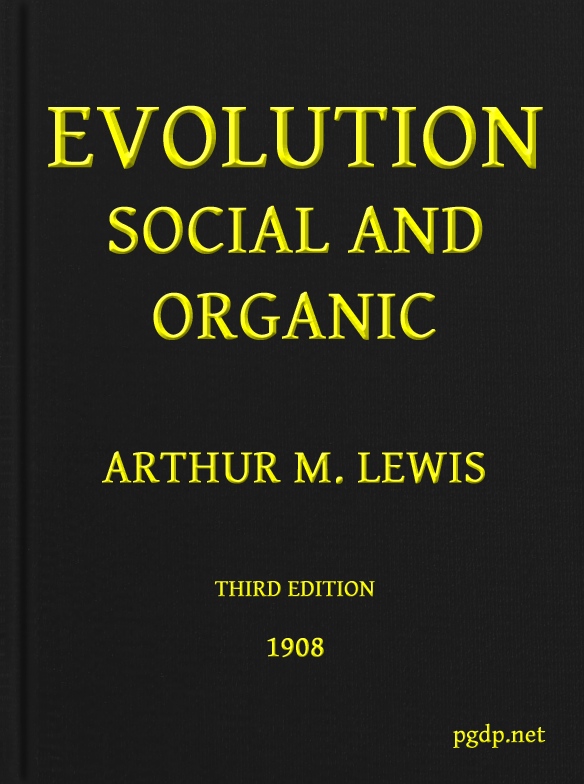 EVOLUTION
SOCIAL AND
ORGANIC
ARTHUR M. LEWIS
THIRD EDITION
1908
pgdp.net